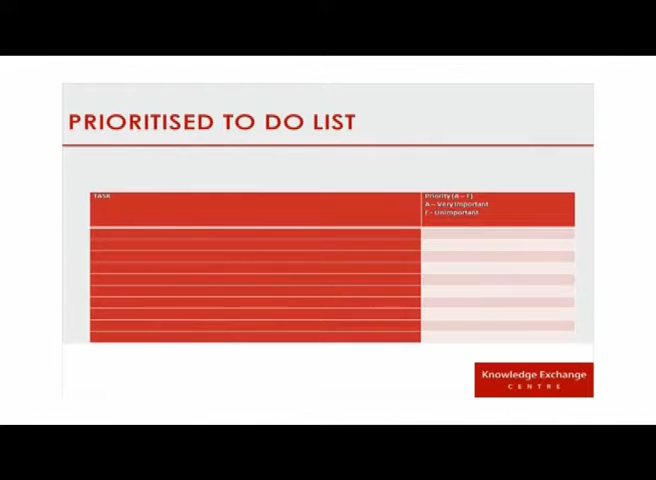 PRIORITISED TO DO LIST
TASK
Priority (A – F)
A – Very Important
F - Unimportant
Knowledge Exchange
CENTRE